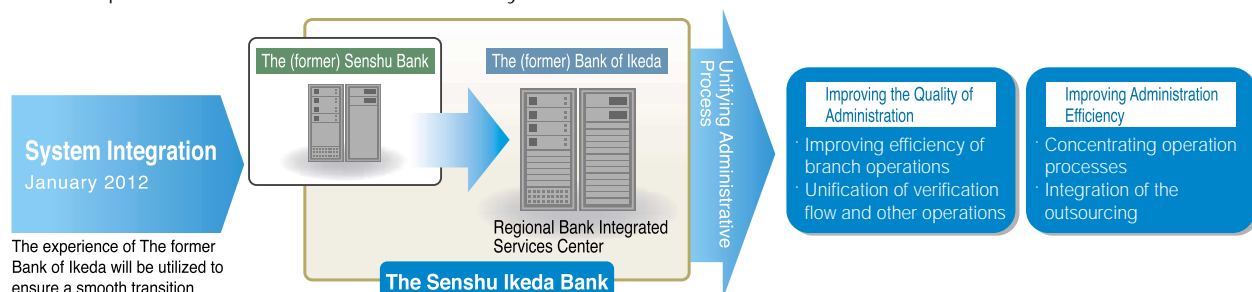 System Integration
January 2012
The experience of The former
Bank of Ikeda will be utilized to
ensure a smooth transition
The (former) Senshu Bank
The (former) Bank of Ikeda
Regional Bank Integrated
Services Center
The Senshu Ikeda Bank
Unifying Administrative
Process
Improving the Quality of
Administration
· Improving efficiency of
branch operations
· Unification of verification
flow and other operations
Improving Administration
Efficiency
· Concentrating operation
processes
· Integration of the
outsourcing